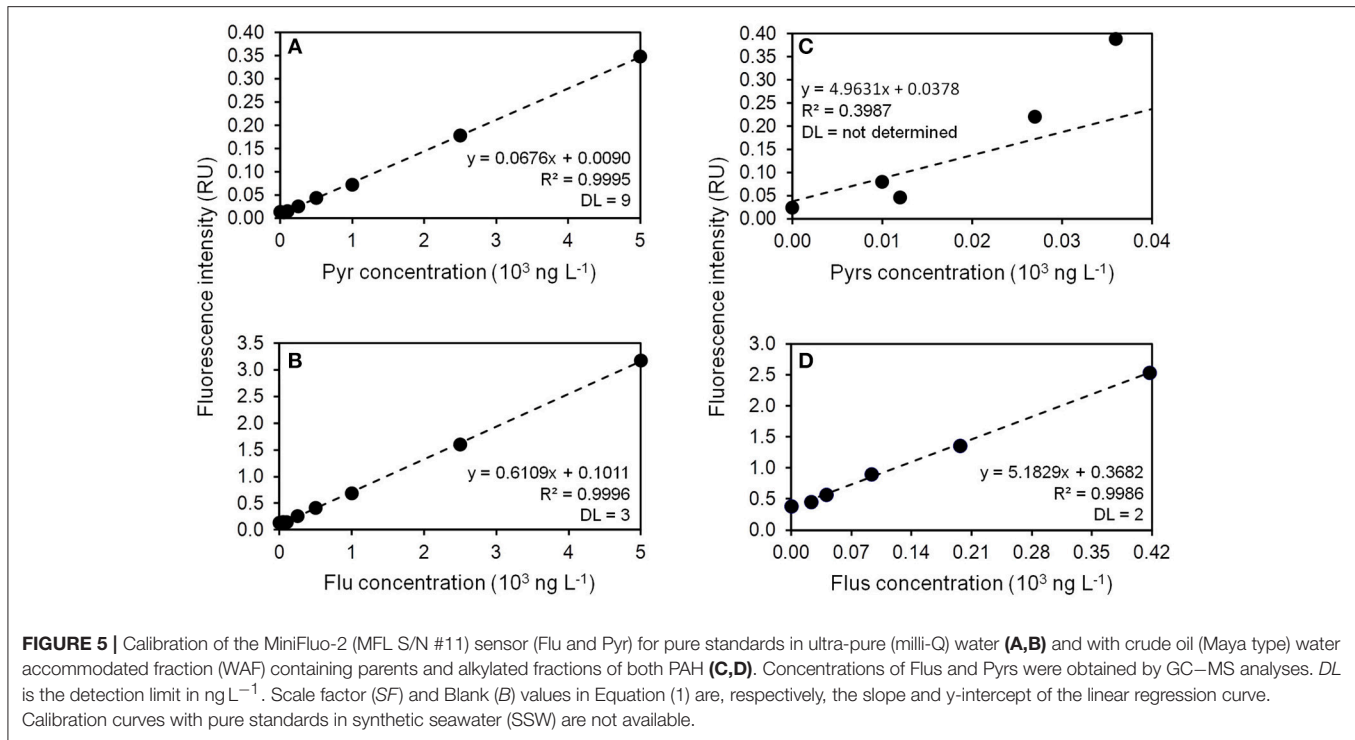 A
0.40
0.35
0.30
0.25
0.20
0.15
0.10
0.05
0.00
y = 0.0676x + 0.0090
R² = 0.9995
DL = 9
0 1 2 3 4 5
Pyr concentration (10³ ng L⁻¹)
Fluorescence intensity (RU)
B
3.5
3.0
2.5
2.0
1.5
1.0
0.5
0.0
y = 0.6109x + 0.1011
R² = 0.9996
DL = 3
0 1 2 3 4 5
Flu concentration (10³ ng L⁻¹)
C
0.40
0.35
0.30
0.25
0.20
0.15
0.10
0.05
0.00
y = 4.9631x + 0.0378
R² = 0.3987
DL = not determined
0.00 0.01 0.02 0.03 0.04
Pyrs concentration (10³ ng L⁻¹)
Fluorescence intensity (RU)
D
3.0
2.5
2.0
1.5
1.0
0.5
0.0
y = 5.1829x + 0.3682
R² = 0.9986
DL = 2
0.00 0.07 0.14 0.21 0.28 0.35 0.42
Flus concentration (10³ ng L⁻¹)
FIGURE 5 | Calibration of the MiniFluo-2 (MFL S/N #11) sensor (Flu and Pyr) for pure standards in ultra-pure (milli-Q) water (A,B) and with crude oil (Maya type) water
accommodated fraction (WAF) containing parents and alkylated fractions of both PAH (C,D). Concentrations of Flus and Pyrs were obtained by GC−MS analyses. DL
is the detection limit in ng L⁻¹. Scale factor (SF) and Blank (B) values in Equation (1) are, respectively, the slope and y-intercept of the linear regression curve.
Calibration curves with pure standards in synthetic seawater (SSW) are not available.